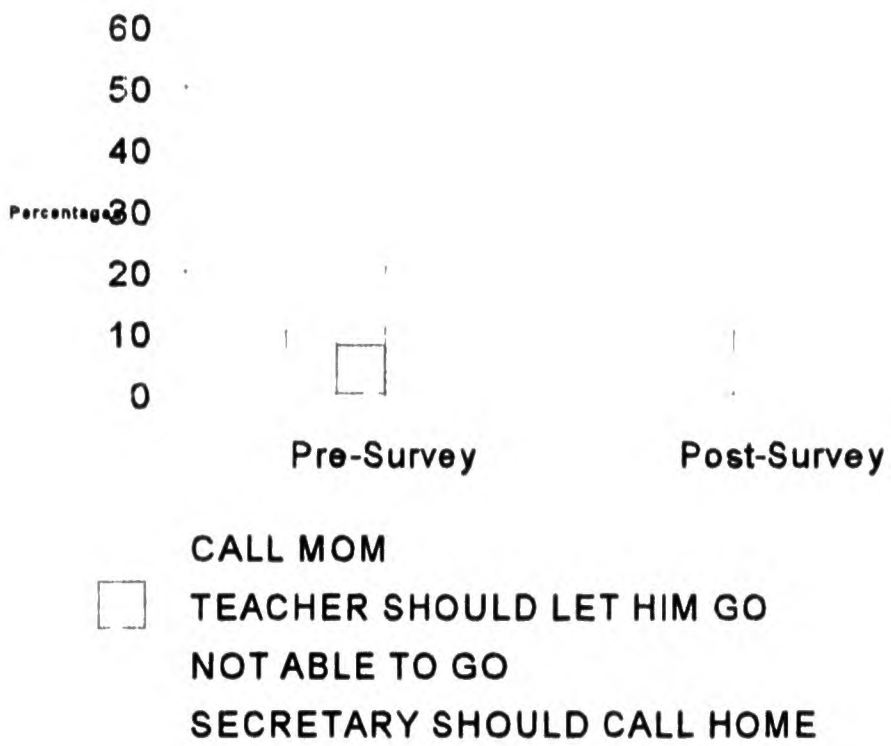 60
50
40
Percentages 30
20
10
0
Pre-Survey Post-Survey
CALL MOM
TEACHER SHOULD LET HIM GO
NOT ABLE TO GO
SECRETARY SHOULD CALL HOME